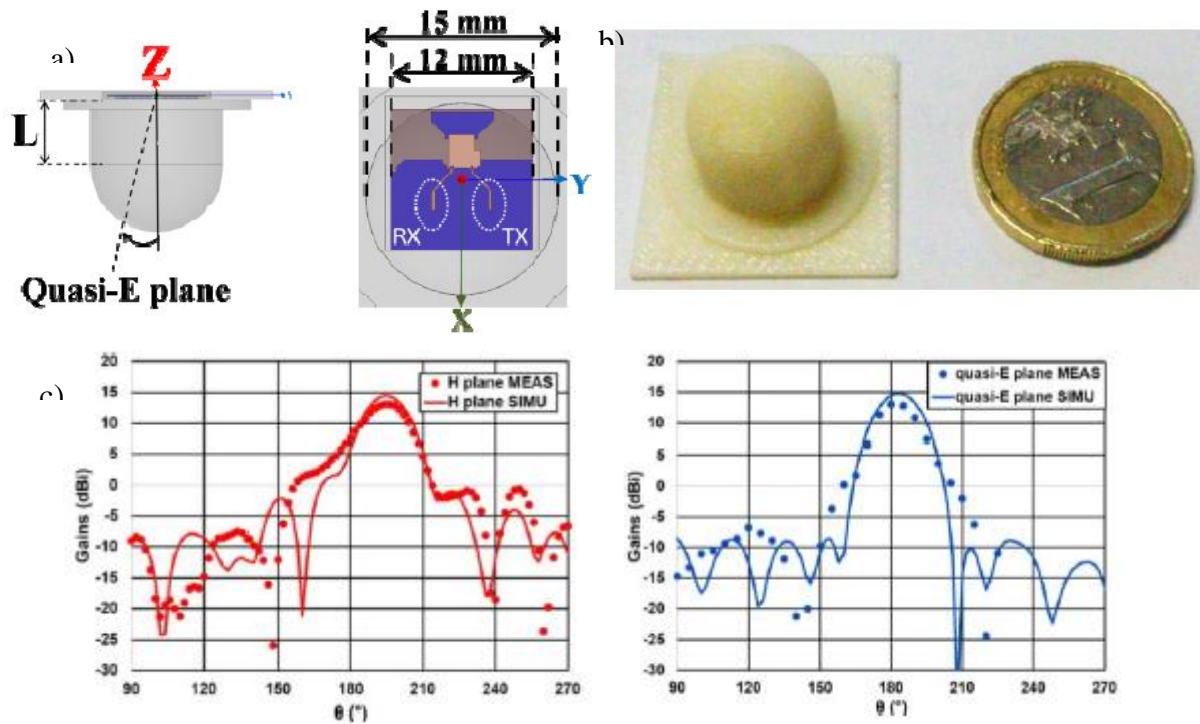 a)
Z
L
Quasi-E plane
15 mm
12 mm
RX
TX
Y
X
b)
c)
20
15
10
5
0
-5
-10
-15
-20
-25
-30
Gains (dBi)
H plane MEAS
H plane SIMU
90
120
150
180
210
240
270
θ (°)
20
15
10
5
0
-5
-10
-15
-20
-25
-30
Gains (dBi)
quasi-E plane MEAS
quasi-E plane SIMU
90
120
150
180
210
240
270
θ (°)